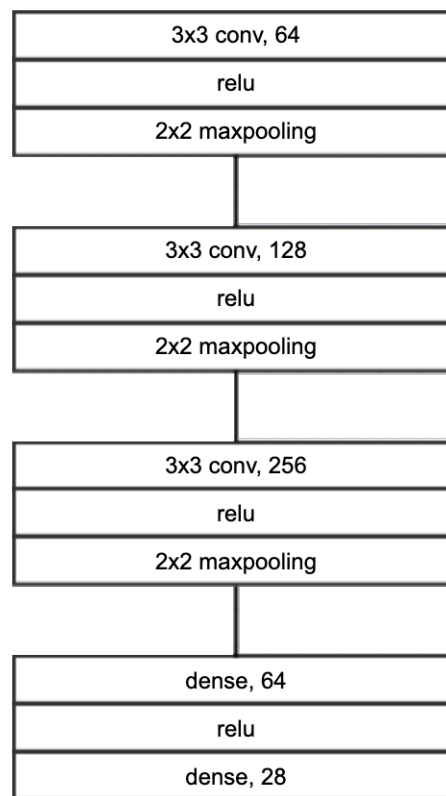 3x3 conv, 64
relu
2x2 maxpooling
3x3 conv, 128
relu
2x2 maxpooling
3x3 conv, 256
relu
2x2 maxpooling
dense, 64
relu
dense, 28